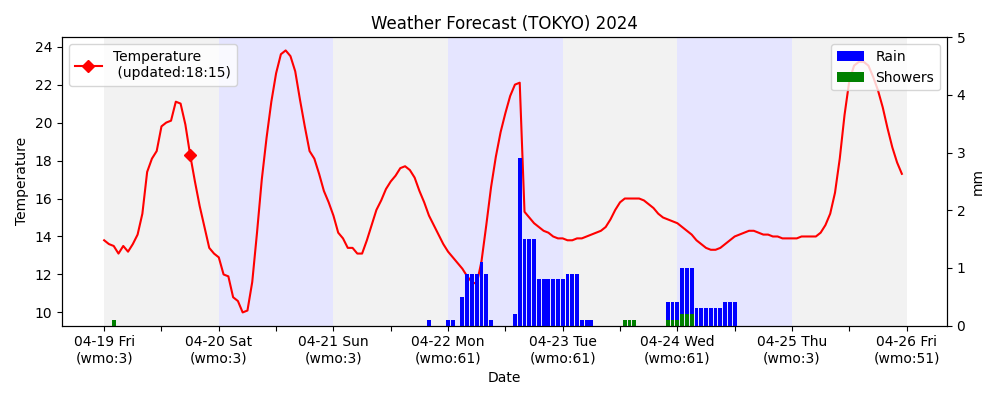 Weather Forecast (TOKYO) 2024
Temperature
(updated:18:15)
Rain
Showers
24
22
20
18
16
14
12
10
Temperature
5
4
3
2
1
0
mm
04-19 Fri
(wmo:3)
04-20 Sat
(wmo:3)
04-21 Sun
(wmo:3)
04-22 Mon
(wmo:61)
04-23 Tue
(wmo:61)
04-24 Wed
(wmo:61)
04-25 Thu
(wmo:3)
04-26 Fri
(wmo:51)
Date